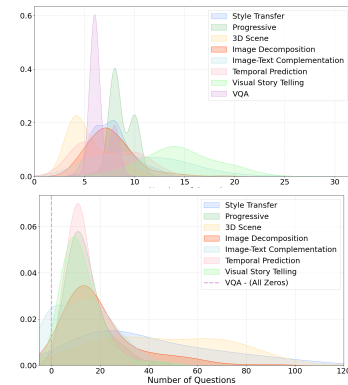 0.6
0.4
0.2
0.0
0
5
10
15
20
25
30
Style Transfer
Progressive
3D Scene
Image Decomposition
Image-Text Complementation
Temporal Prediction
Visual Story Telling
VQA
0.06
0.04
0.02
0.00
0
20
40
60
80
100
120
Style Transfer
Progressive
3D Scene
Image Decomposition
Image-Text Complementation
Temporal Prediction
Visual Story Telling
VQA - (All Zeros)
Number of Questions